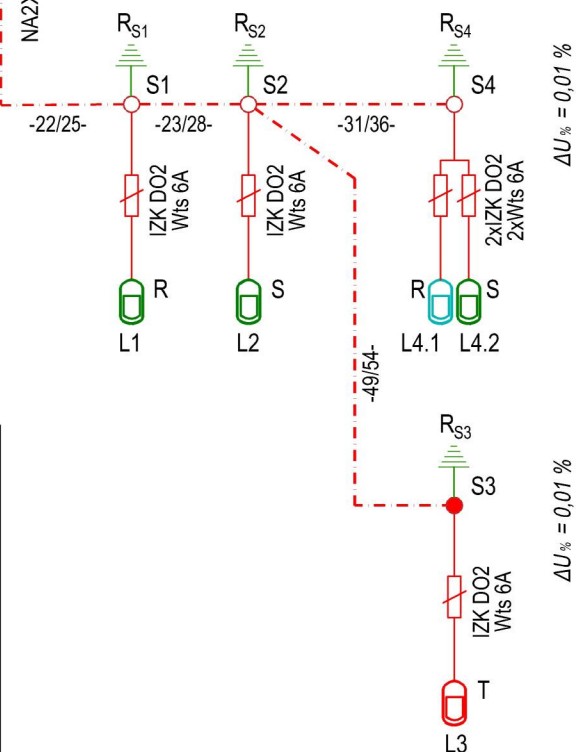 NA2X
RS1
RS2
RS4
S1
S2
S4
-22/25-
-23/28-
-31/36-
ΔU% = 0,01 %
IZK DO2
Wts 6A
IZK DO2
Wts 6A
2xIZK DO2
2xWts 6A
R
S
R
S
L1
L2
L4.1
L4.2
-49/54-
RS3
S3
ΔU% = 0,01 %
IZK DO2
Wts 6A
T
L3